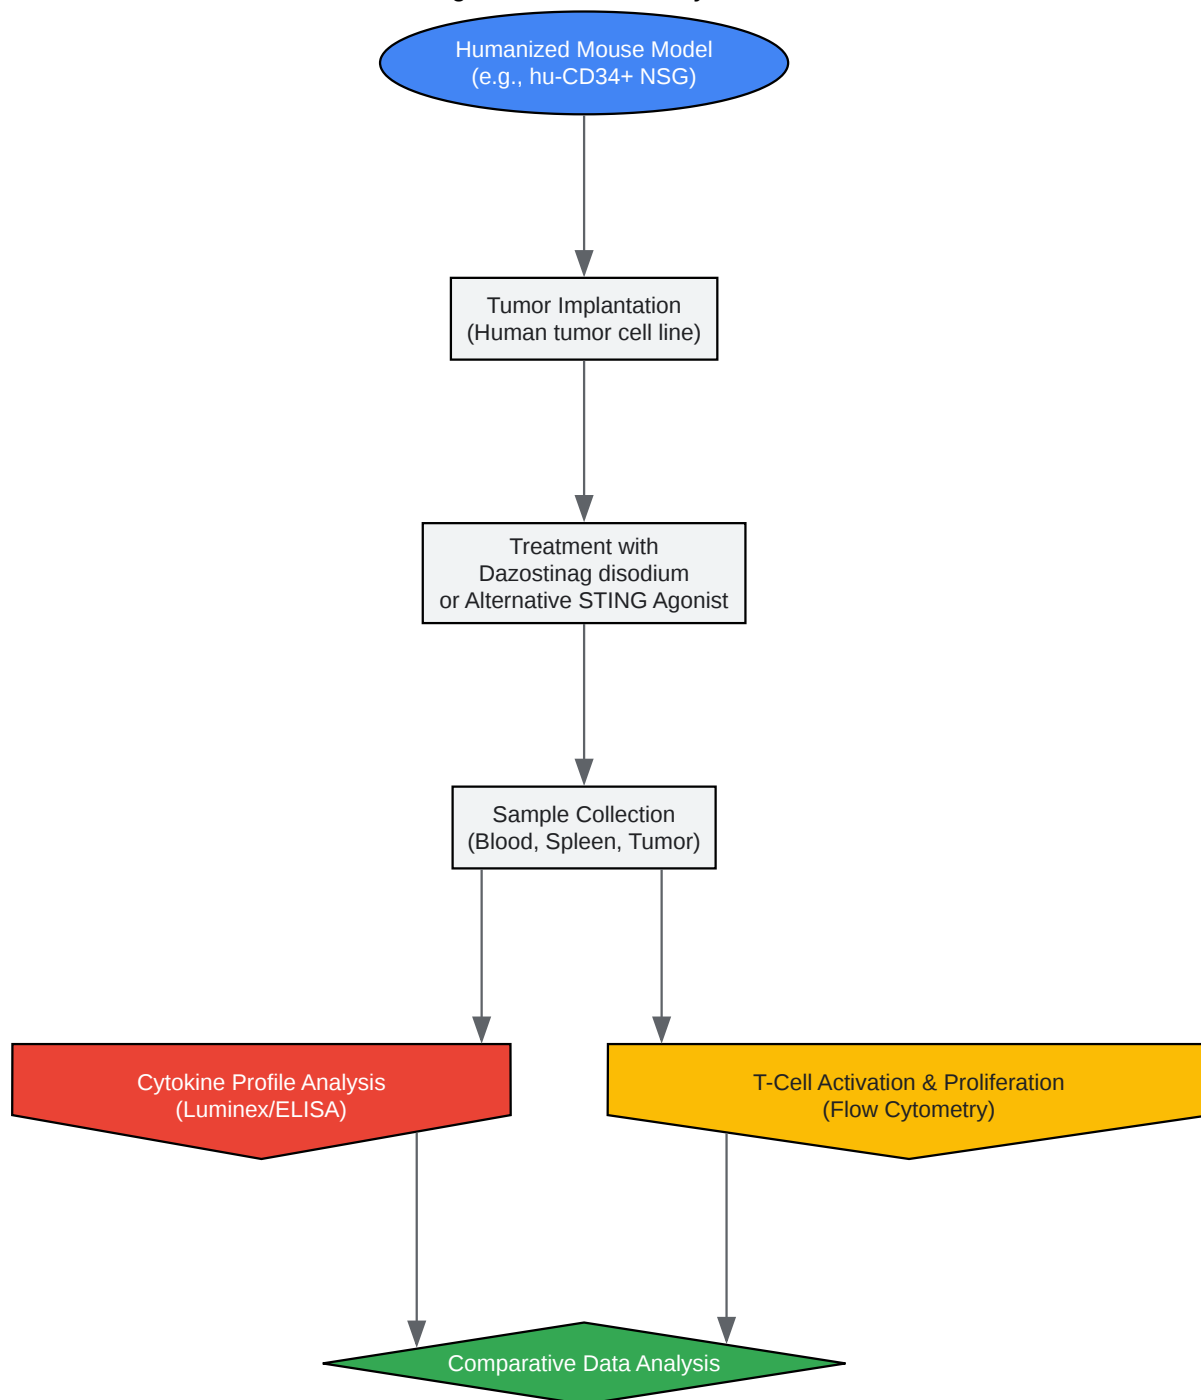 Humanized Mouse Model
(e.g., hu-CD34+ NSG)
Tumor Implantation
(Human tumor cell line)
Treatment with
Dazostinag disodium
or Alternative STING Agonist
Sample Collection
(Blood, Spleen, Tumor)
Cytokine Profile Analysis
(Luminex/ELISA)
T-Cell Activation & Proliferation
(Flow Cytometry)
Comparative Data Analysis